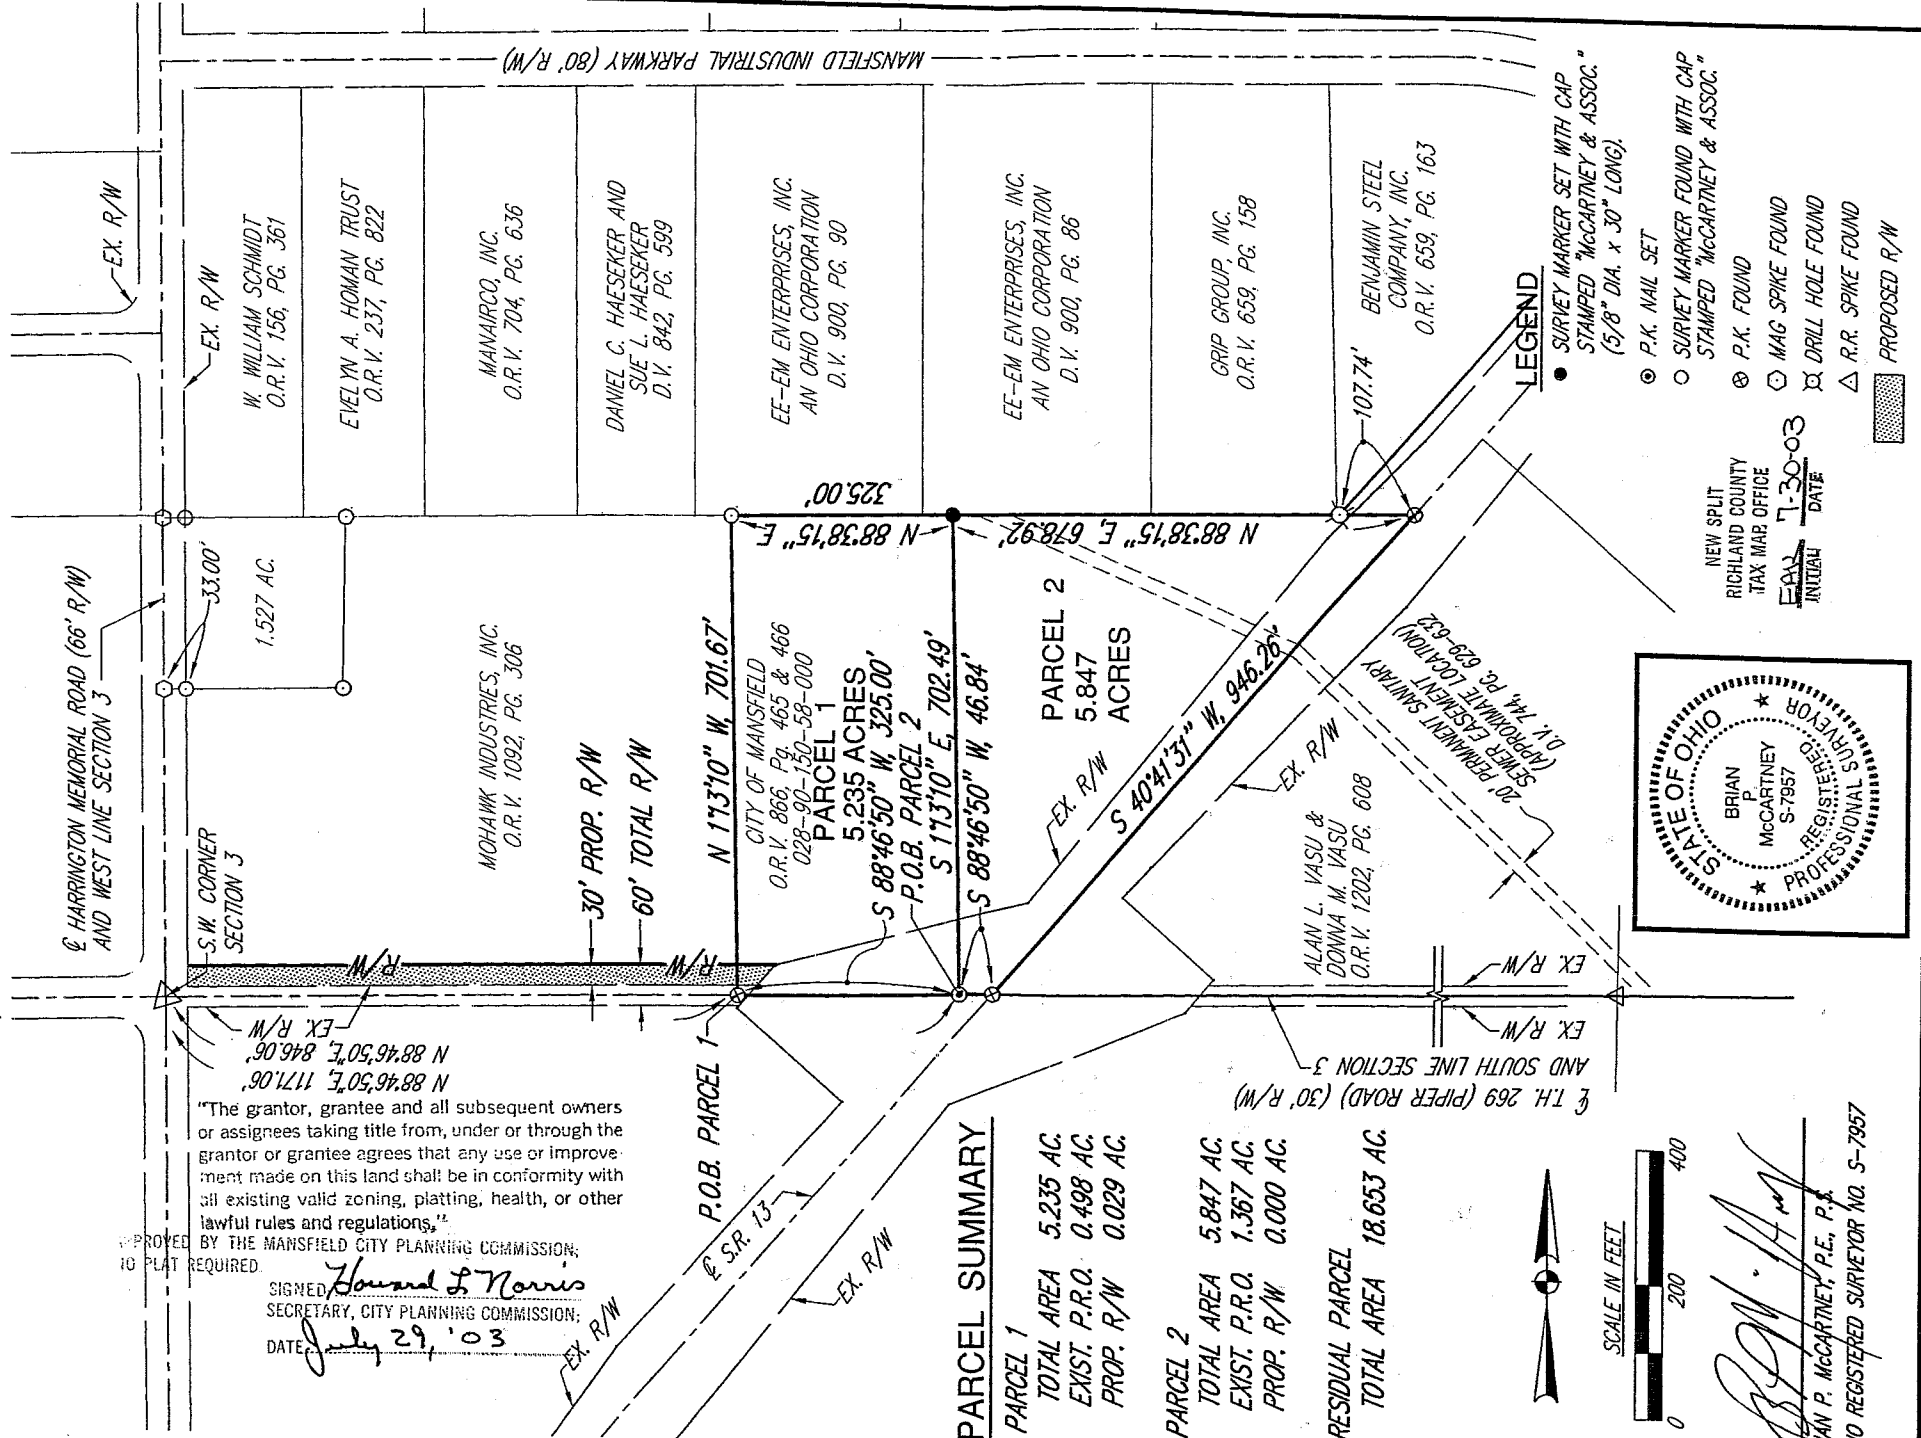 MANSFIELD INDUSTRIAL PARKWAY (80' R/W)
EX. R/W
EX. R/W
W. WILLIAM SCHMIDT
O.R.V. 156, PG. 361
EVELYN A. HOMAN TRUST
O.R.V. 237, PG. 822
MANAIRCO, INC.
O.R.V. 704, PG. 636
DANIEL C. HAESEKER AND
SUE L. HAESEKER
D.V. 842, PG. 599
EE-EM ENTERPRISES, INC.
AN OHIO CORPORATION
D.V. 900, PG. 90
EE-EM ENTERPRISES, INC.
AN OHIO CORPORATION
D.V. 900, PG. 86
GRIP GROUP, INC.
O.R.V. 659, PG. 158
BENJAMIN STEEL
COMPANY, INC.
O.R.V. 659, PG. 163
℄ HARRINGTON MEMORIAL ROAD (66' R/W)
AND WEST LINE SECTION 3
33.00'
1.527 AC.
325.00'
N 88°38'15" E
N 88°38'15" E, 678.92'
107.74'
S.W. CORNER
SECTION 3
MOHAWK INDUSTRIES, INC.
O.R.V. 1092, PG. 306
30' PROP. R/W
60' TOTAL R/W
R/W
R/W
N 1°13'10" W, 701.67'
CITY OF MANSFIELD
O.R.V. 866, Pg. 465 & 466
028-90-150-58-000
PARCEL 1
5.235 ACRES
S 88°46'50" W, 325.00'
P.O.B. PARCEL 2
S 1°13'10" E, 702.49'
S 88°46'50" W, 46.84'
PARCEL 2
5.847
ACRES
EX. R/W
S 40°41'31" W, 946.26'
EX. R/W
20' PERMANENT SANITARY
SEWER EASEMENT
(APPROXIMATE LOCATION)
D.V. 744, PG. 629-632
ALAN L. VASU &
DONNA M. VASU
O.R.V. 1202, PG. 608
EX. R/W
EX. R/W
℄ T.H. 269 (PIPER ROAD) (30' R/W)
AND SOUTH LINE SECTION 3
EX. R/W
N 88°46'50"E, 846.06'
N 88°46'50"E, 1171.06'
P.O.B. PARCEL 1
℄ S.R. 13
EX. R/W
EX. R/W
"The grantor, grantee and all subsequent owners
or assignees taking title from, under or through the
grantor or grantee agrees that any use or improve-
ment made on this land shall be in conformity with
all existing valid zoning, platting, health, or other
lawful rules and regulations."
PROVED BY THE MANSFIELD CITY PLANNING COMMISSION;
NO PLAT REQUIRED.
SIGNED Howard L Norris
SECRETARY, CITY PLANNING COMMISSION;
DATE July 29, '03
PARCEL SUMMARY
PARCEL 1
TOTAL AREA 5.235 AC.
EXIST. P.R.O. 0.498 AC.
PROP. R/W 0.029 AC.
PARCEL 2
TOTAL AREA 5.847 AC.
EXIST. P.R.O. 1.367 AC.
PROP. R/W 0.000 AC.
RESIDUAL PARCEL
TOTAL AREA 18.653 AC.
LEGEND
SURVEY MARKER SET WITH CAP
STAMPED "McCARTNEY & ASSOC."
(5/8" DIA. x 30" LONG).
P.K. NAIL SET
SURVEY MARKER FOUND WITH CAP
STAMPED "McCARTNEY & ASSOC."
P.K. FOUND
MAG SPIKE FOUND
DRILL HOLE FOUND
R.R. SPIKE FOUND
PROPOSED R/W
NEW SPLIT
RICHLAND COUNTY
TAX MAP OFFICE
7-30-03
INITIAL DATE
STATE OF OHIO
BRIAN
P.
McCARTNEY
S-7957
REGISTERED
PROFESSIONAL SURVEYOR
SCALE IN FEET
0 200 400
IAN P. McCARTNEY, P.E., P.S.
IO REGISTERED SURVEYOR NO. S-7957